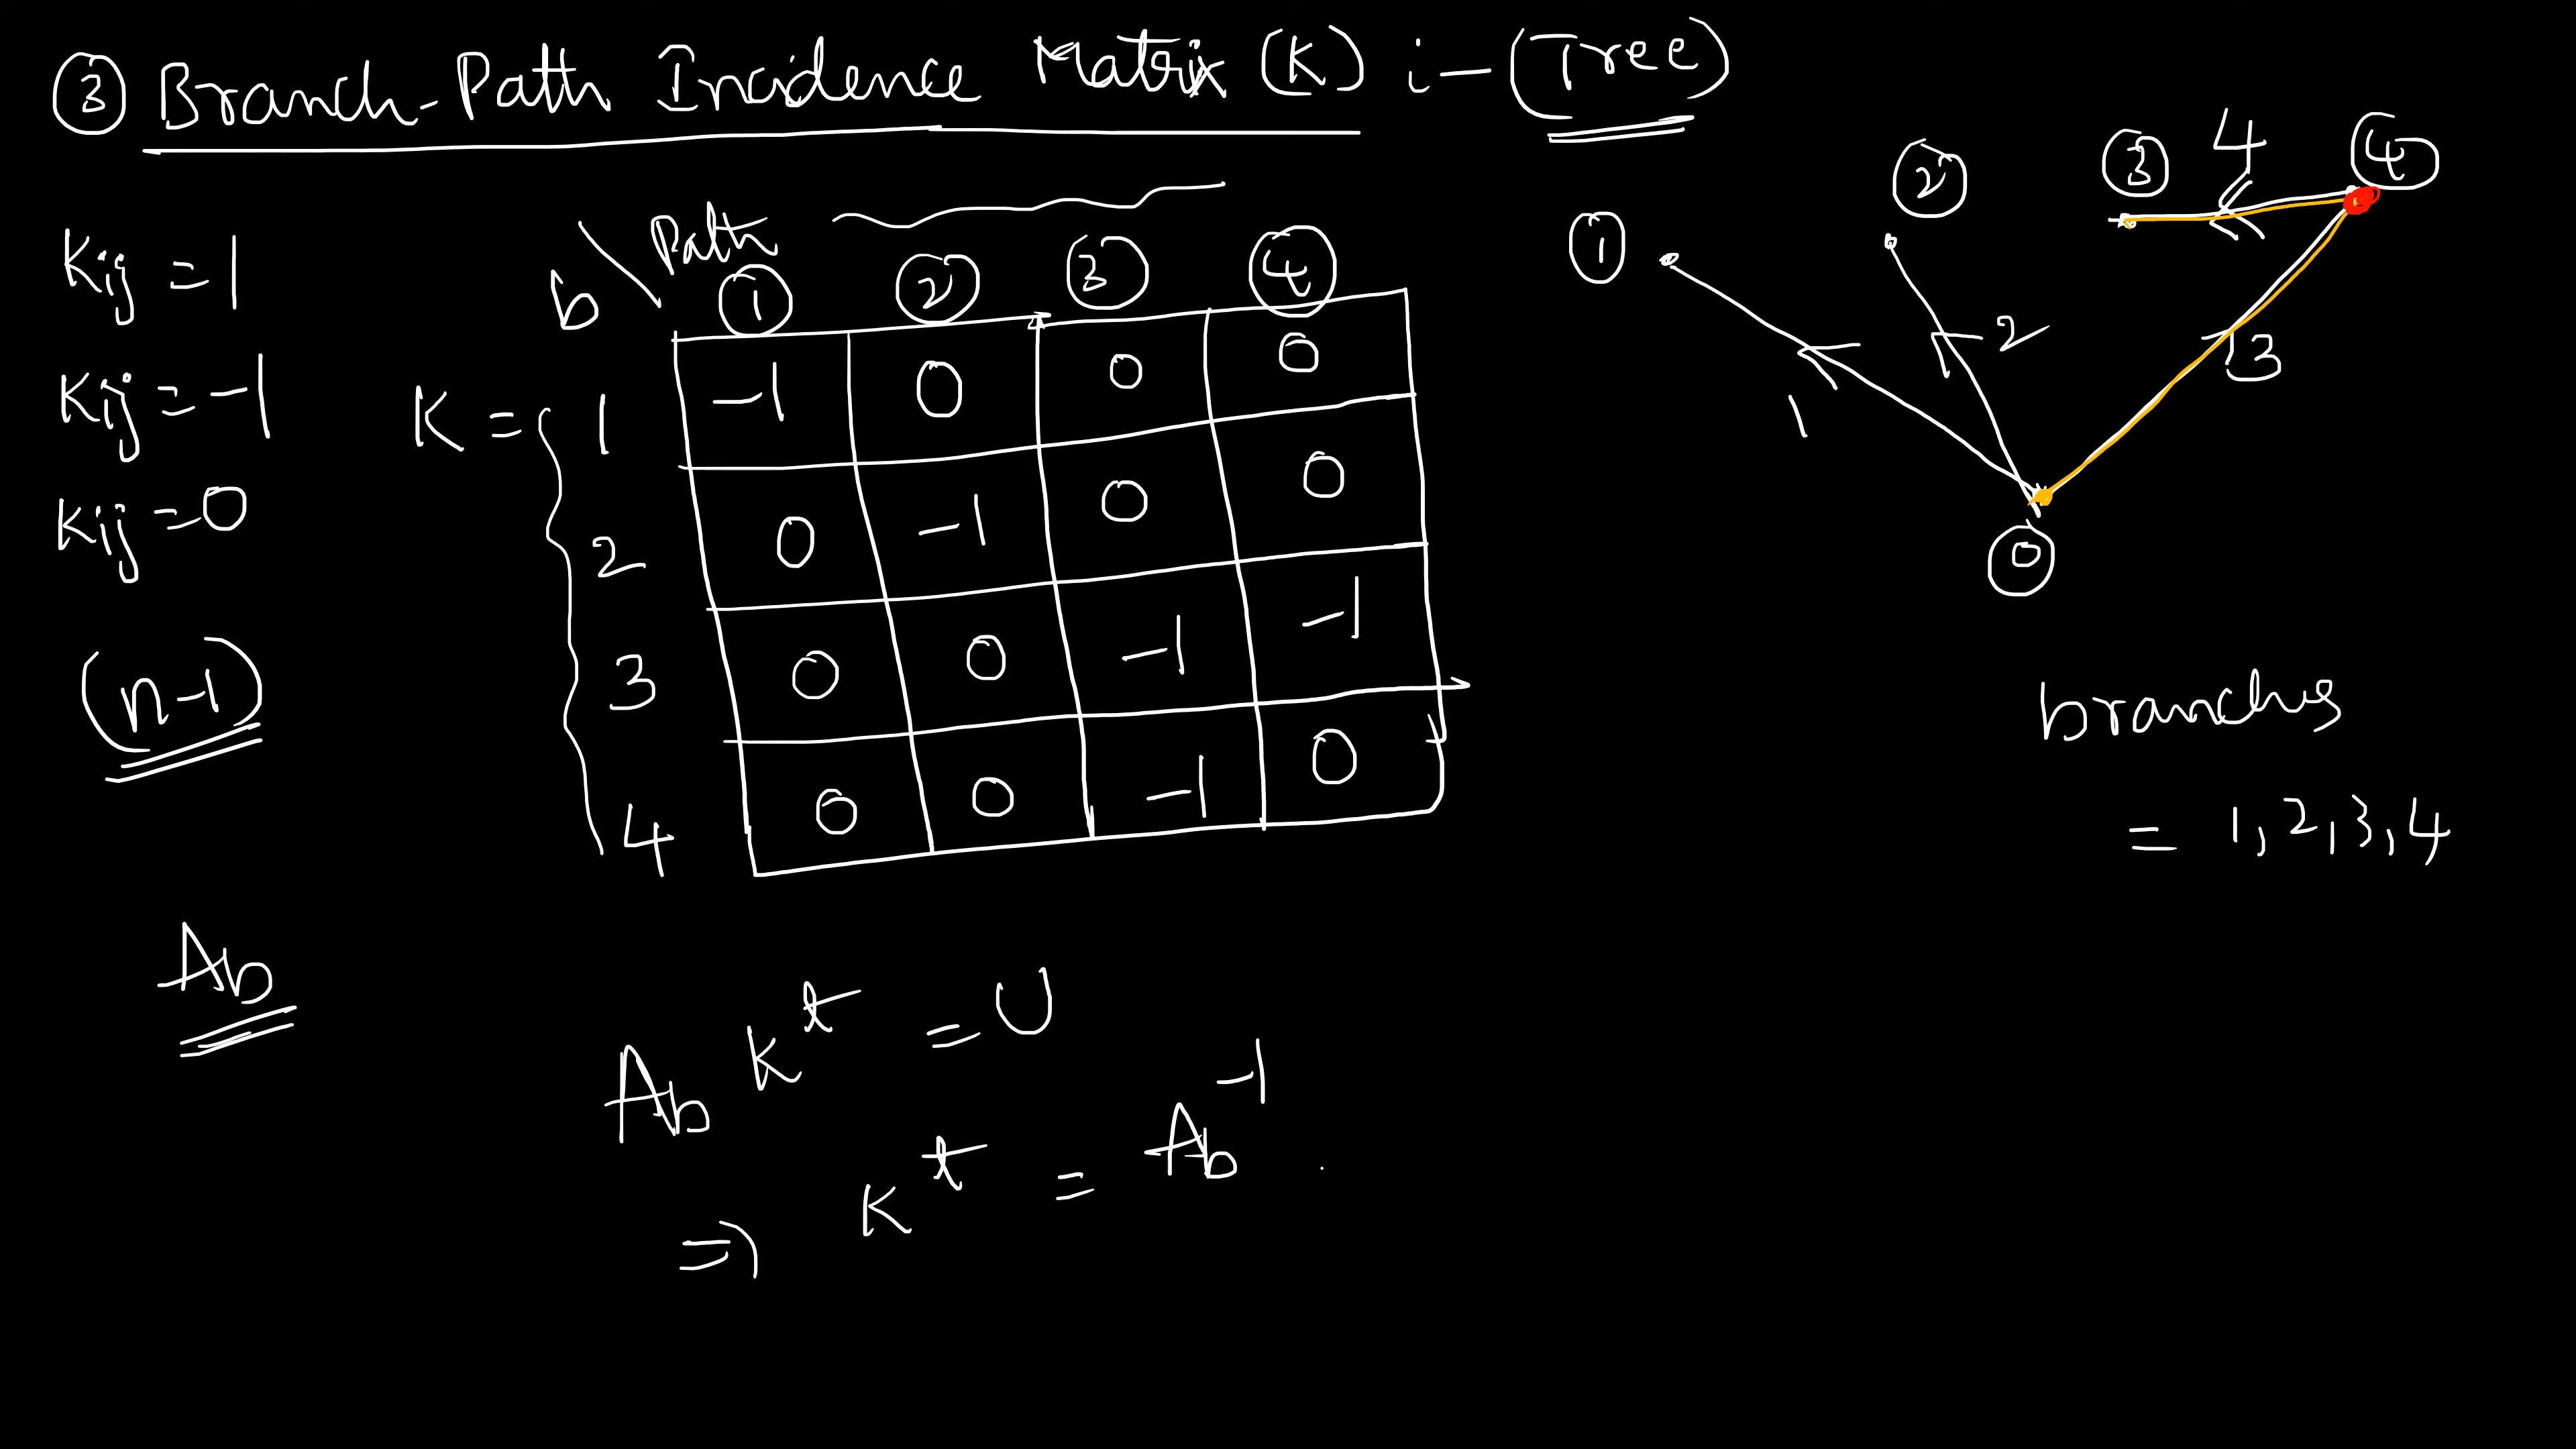 ③ Branch-Path Incidence Matrix (K) :- (Tree)
Kij = 1
Kij = -1
Kij = 0
(n-1)
Ab
b \ Path
① ② ③ ④
K =
1 -1 0 0 0
2 0 -1 0 0
3 0 0 -1 -1
4 0 0 -1 0
① ② ③ 4 ④
1 2 3
⓪
branches
= 1, 2, 3, 4
Ab K^t = U
⇒ K^t = Ab^-1